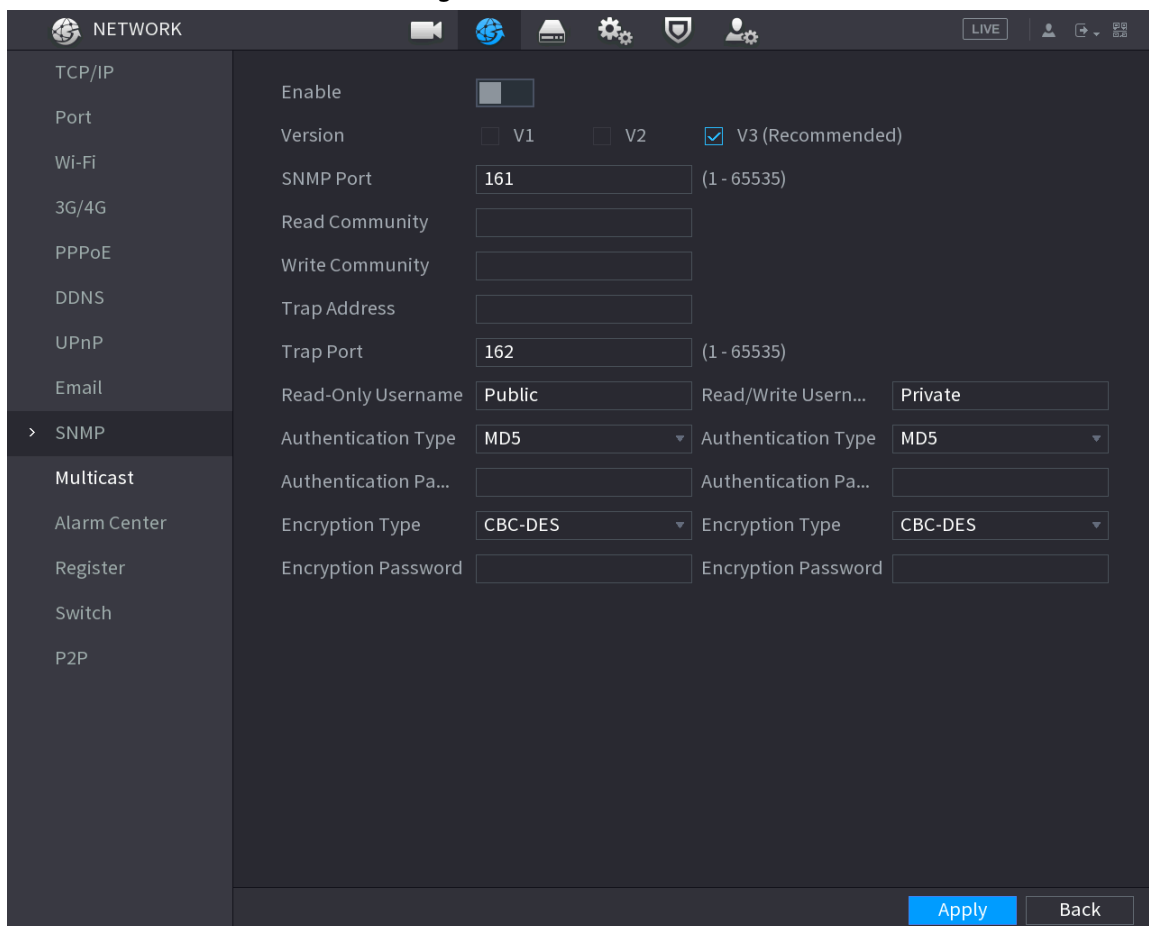 NETWORK
LIVE
TCP/IP
Port
Wi-Fi
3G/4G
PPPoE
DDNS
UPnP
Email
SNMP
Multicast
Alarm Center
Register
Switch
P2P
Enable
Version V1 V2 V3 (Recommended)
SNMP Port 161 (1 - 65535)
Read Community
Write Community
Trap Address
Trap Port 162 (1 - 65535)
Read-Only Username Public Read/Write Usern... Private
Authentication Type MD5 Authentication Type MD5
Authentication Pa... Authentication Pa...
Encryption Type CBC-DES Encryption Type CBC-DES
Encryption Password Encryption Password
Apply Back